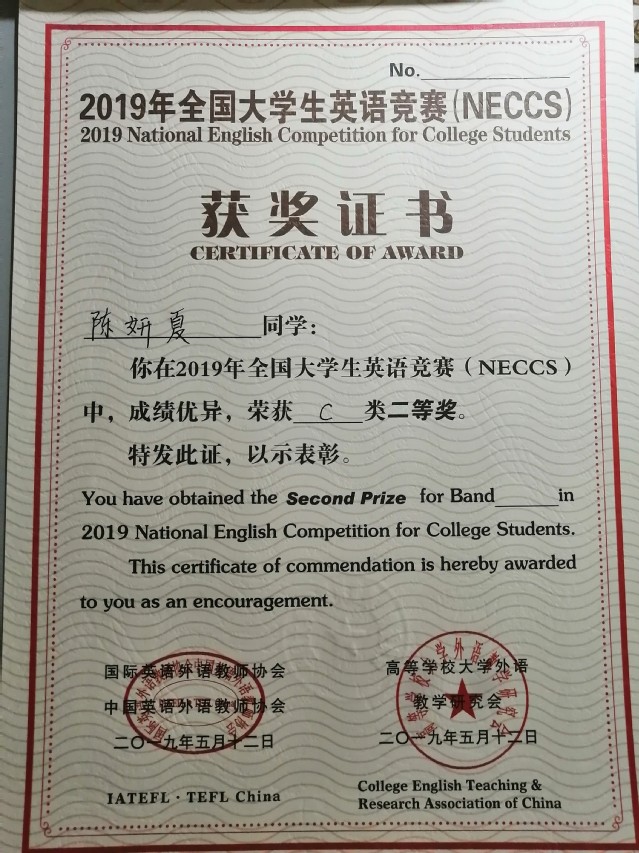 No.
2019年全国大学生英语竞赛(NECCS)
2019 National English Competition for College Students
获奖证书
CERTIFICATE OF AWARD
陈妍夏同学：
你在2019年全国大学生英语竞赛（NECCS）
中，成绩优异，荣获 C 类二等奖。
特发此证，以示表彰。
You have obtained the Second Prize for Band______in
2019 National English Competition for College Students.
This certificate of commendation is hereby awarded
to you as an encouragement.
国际英语外语教师协会
中国英语外语教师协会
二〇一九年五月十二日
IATEFL · TEFL China
高等学校大学外语
教学研究会
二〇一九年五月十二日
College English Teaching &
Research Association of China